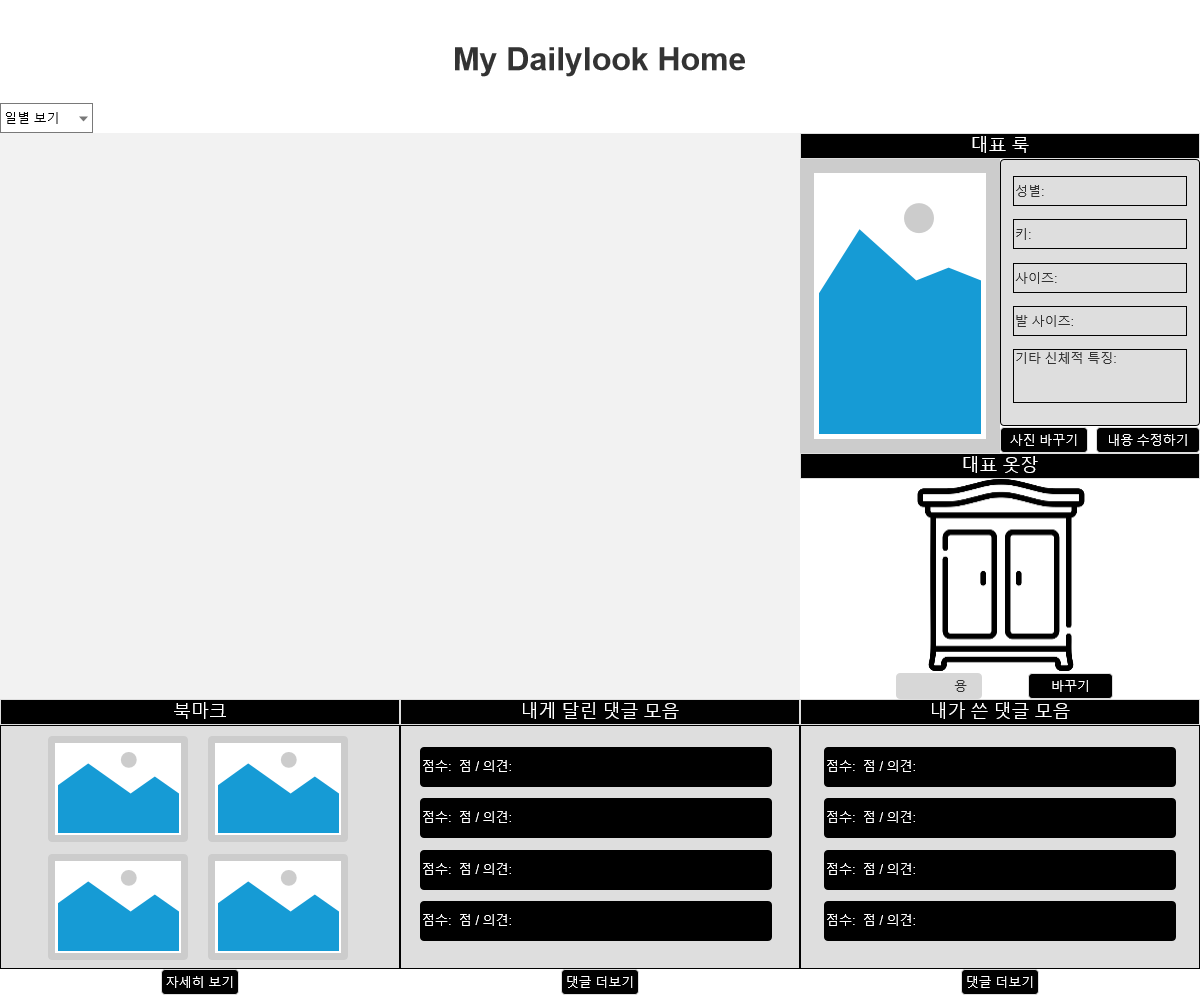 My Dailylook Home
일별 보기
대표 룩
성별:
키:
사이즈:
발 사이즈:
기타 신체적 특징:
사진 바꾸기
내용 수정하기
대표 옷장
용
바꾸기
북마크
내게 달린 댓글 모음
내가 쓴 댓글 모음
점수:  점 / 의견:
점수:  점 / 의견:
점수:  점 / 의견:
점수:  점 / 의견:
점수:  점 / 의견:
점수:  점 / 의견:
점수:  점 / 의견:
점수:  점 / 의견:
자세히 보기
댓글 더보기
댓글 더보기